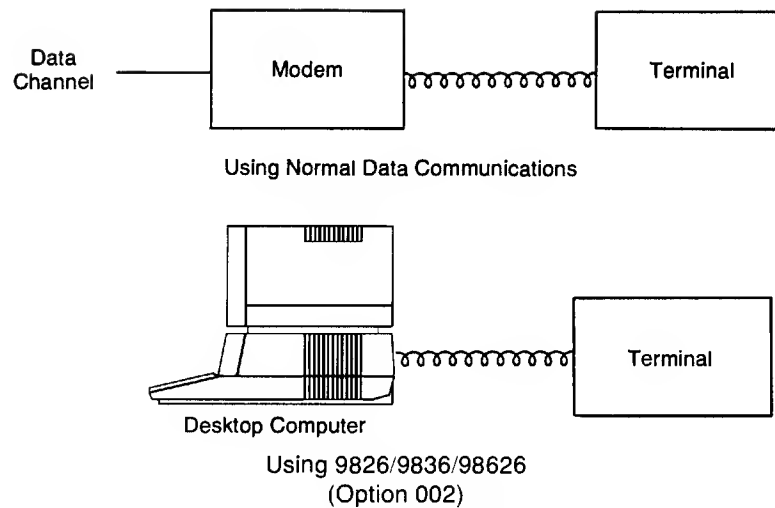 Data
Channel
Modem
Terminal
Using Normal Data Communications
Terminal
Desktop Computer
Using 9826/9836/98626
(Option 002)